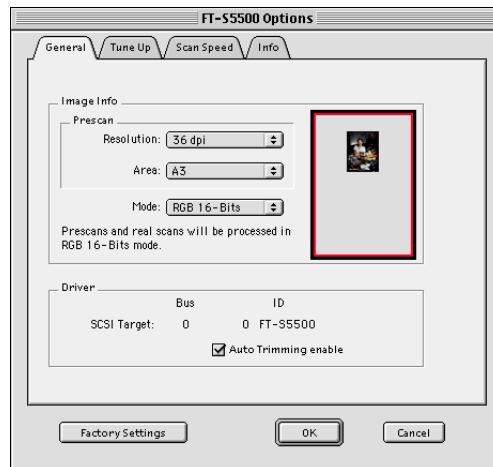 FT-S5500 Options
General Tune Up Scan Speed Info
Image Info
Prescan
Resolution: 36 dpi
Area: A3
Mode: RGB 16-Bits
Prescans and real scans will be processed in
RGB 16-Bits mode.
Driver
Bus ID
SCSI Target: 0 0 FT-S5500
Auto Trimming enable
Factory Settings OK Cancel